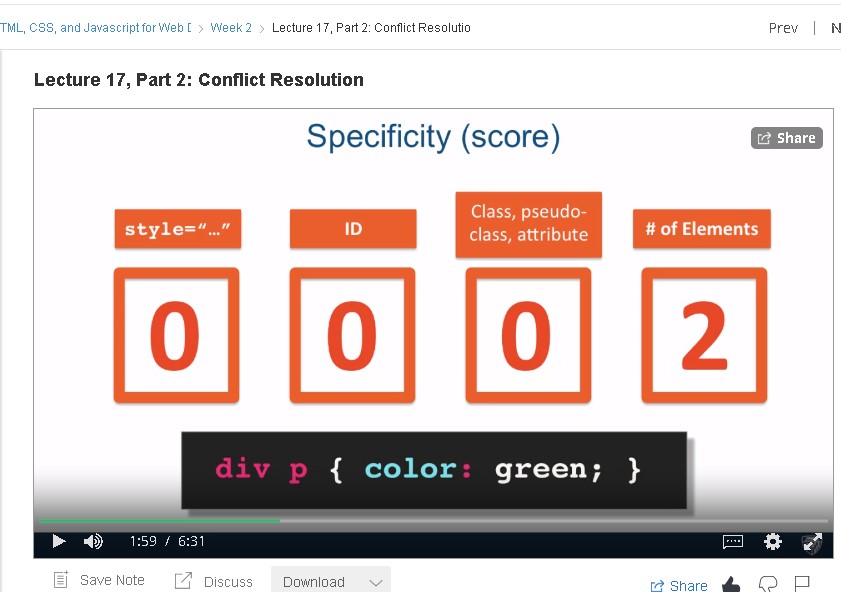 TML, CSS, and Javascript for Web D > Week 2 > Lecture 17, Part 2: Conflict Resolutio
Prev | N
Lecture 17, Part 2: Conflict Resolution
Specificity (score)
Share
style="…"
ID
Class, pseudo-
class, attribute
# of Elements
0 0 0 2
div p { color: green; }
1:59 / 6:31
Save Note
Discuss
Download
Share